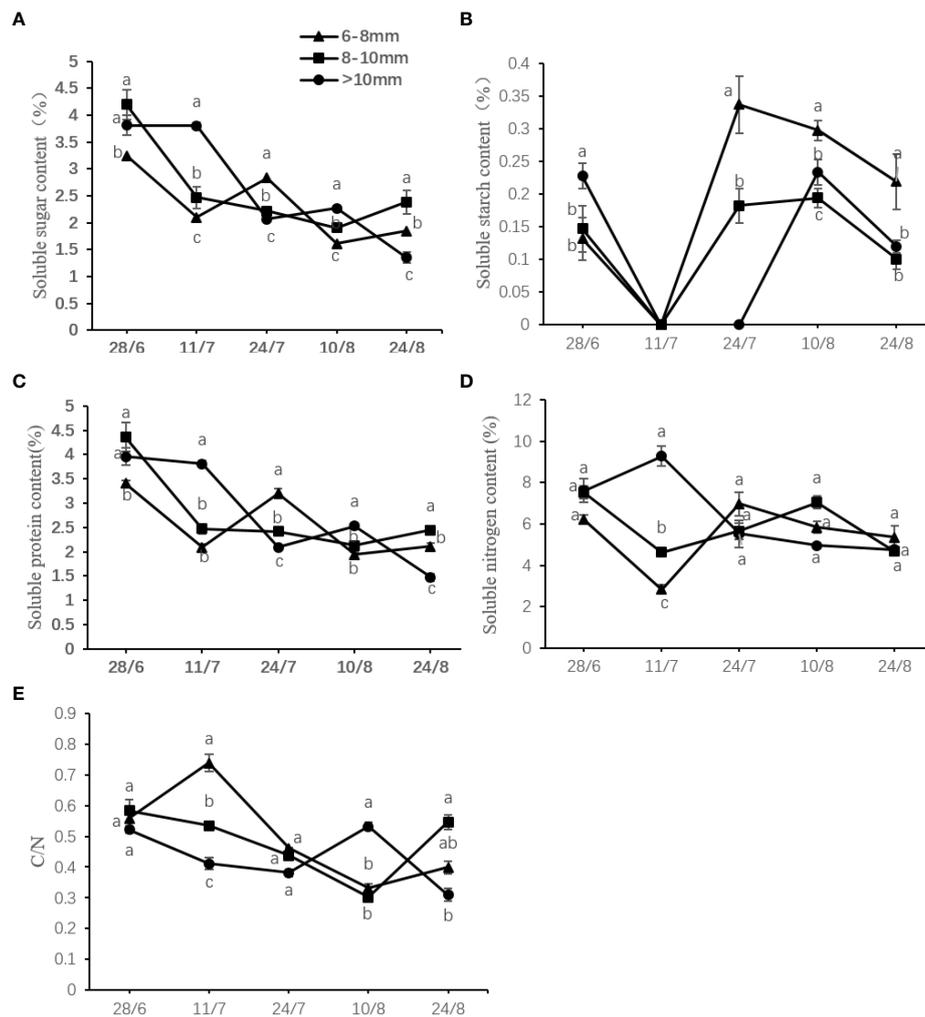 A
6-8mm
8-10mm
>10mm
Soluble sugar content（%）
5
4.5
4
3.5
3
2.5
2
1.5
1
0.5
0
a
a
b
a
b
c
a
b
c
a
b
c
a
b
c
28/6 11/7 24/7 10/8 24/8
B
Soluble starch content（%）
0.4
0.35
0.3
0.25
0.2
0.15
0.1
0.05
0
a
b
b
a
b
a
b
c
a
b
b
28/6 11/7 24/7 10/8 24/8
C
Soluble protein content(%)
5
4.5
4
3.5
3
2.5
2
1.5
1
0.5
0
a
a
b
a
b
b
a
b
c
a
b
b
a
b
c
28/6 11/7 24/7 10/8 24/8
D
Soluble nitrogen content (%)
12
10
8
6
4
2
0
a
a
a
a
b
c
a
a
a
a
a
a
a
a
a
28/6 11/7 24/7 10/8 24/8
E
C/N
0.9
0.8
0.7
0.6
0.5
0.4
0.3
0.2
0.1
0
a
a
a
a
b
c
a
a
a
a
b
b
a
ab
b
28/6 11/7 24/7 10/8 24/8